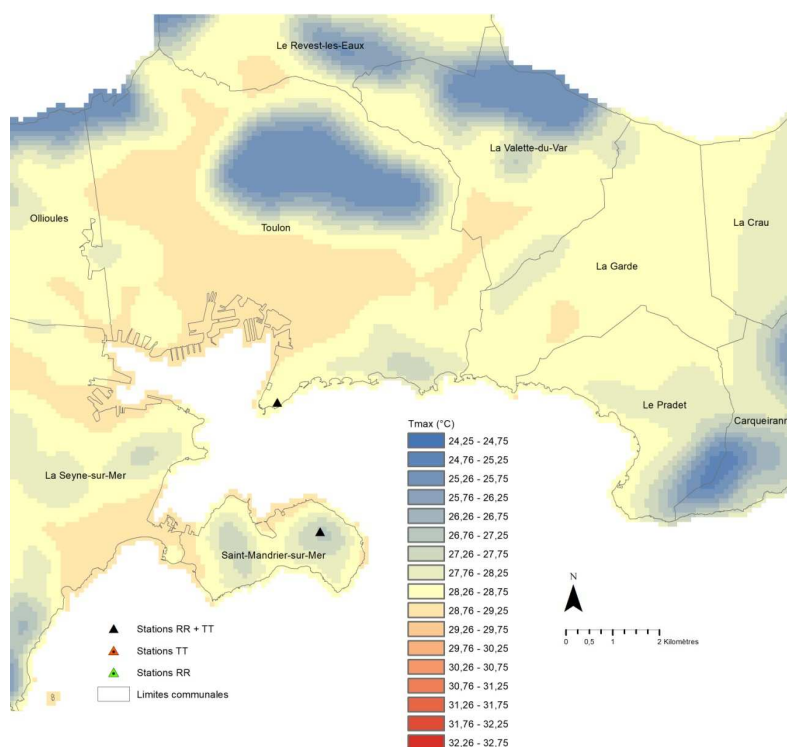 Le Revest-les-Eaux
La Valette-du-Var
Ollioules
Toulon
La Crau
La Garde
Le Pradet
Carqueirann
La Seyne-sur-Mer
Saint-Mandrier-sur-Mer
Tmax (°C)
24,25 - 24,75
24,76 - 25,25
25,26 - 25,75
25,76 - 26,25
26,26 - 26,75
26,76 - 27,25
27,26 - 27,75
27,76 - 28,25
28,26 - 28,75
28,76 - 29,25
29,26 - 29,75
29,76 - 30,25
30,26 - 30,75
30,76 - 31,25
31,26 - 31,75
31,76 - 32,25
32,26 - 32,75
N
0 0,5 1 2 Kilomètres
Stations RR + TT
Stations TT
Stations RR
Limites communales